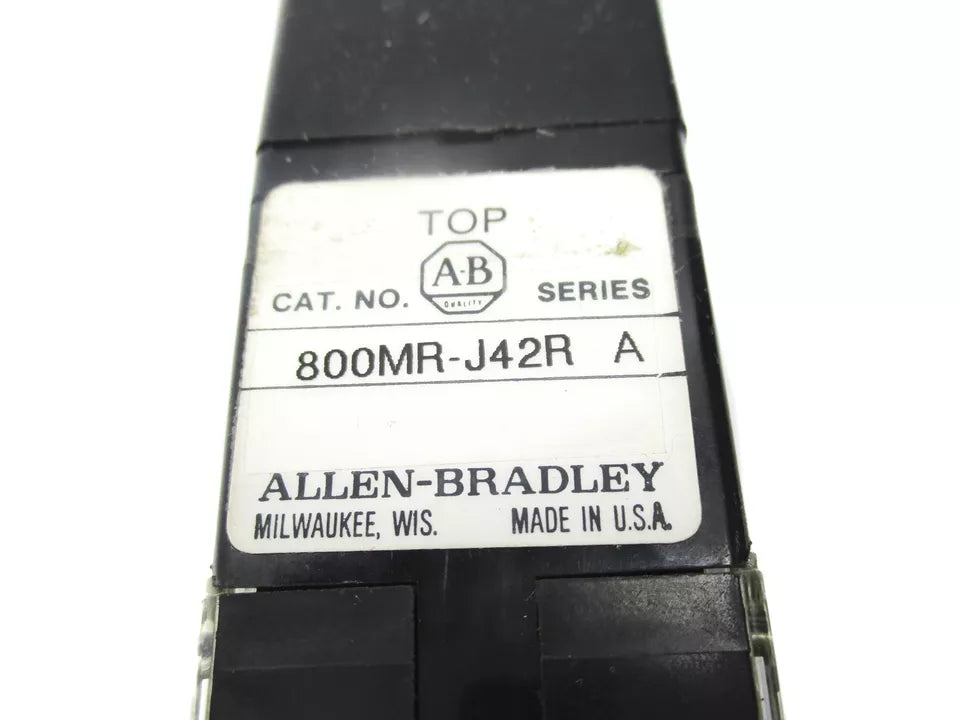 TOP
A-B
QUALITY
CAT. NO. SERIES
800MR-J42R A
ALLEN-BRADLEY
MILWAUKEE, WIS. MADE IN U.S.A.